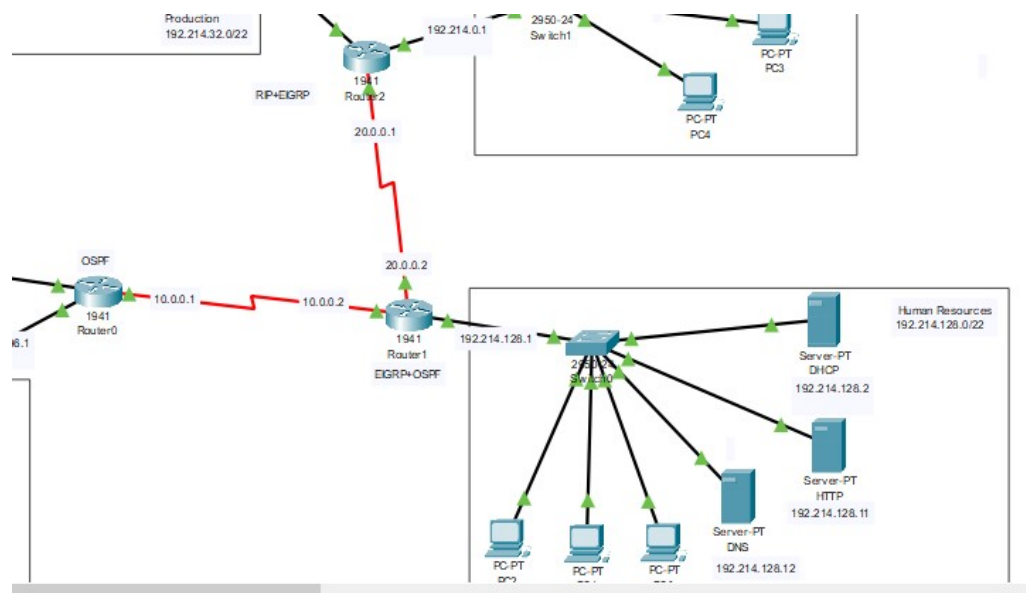 Production
192.214.32.0/22
192.214.0.1
2950-24
Switch1
PC-PT
PC3
1941
Router2
RIP+EIGRP
PC-PT
PC4
20.0.0.1
OSPF
20.0.0.2
10.0.0.1
10.0.0.2
1941
Router0
1941
Router1
192.214.128.1
EIGRP+OSPF
Human Resources
192.214.128.0/22
Server-PT
DHCP
192.214.128.2
Switch0
Server-PT
HTTP
192.214.128.11
Server-PT
DNS
192.214.128.12
PC-PT
PC2
PC-PT
PC-PT
6.1